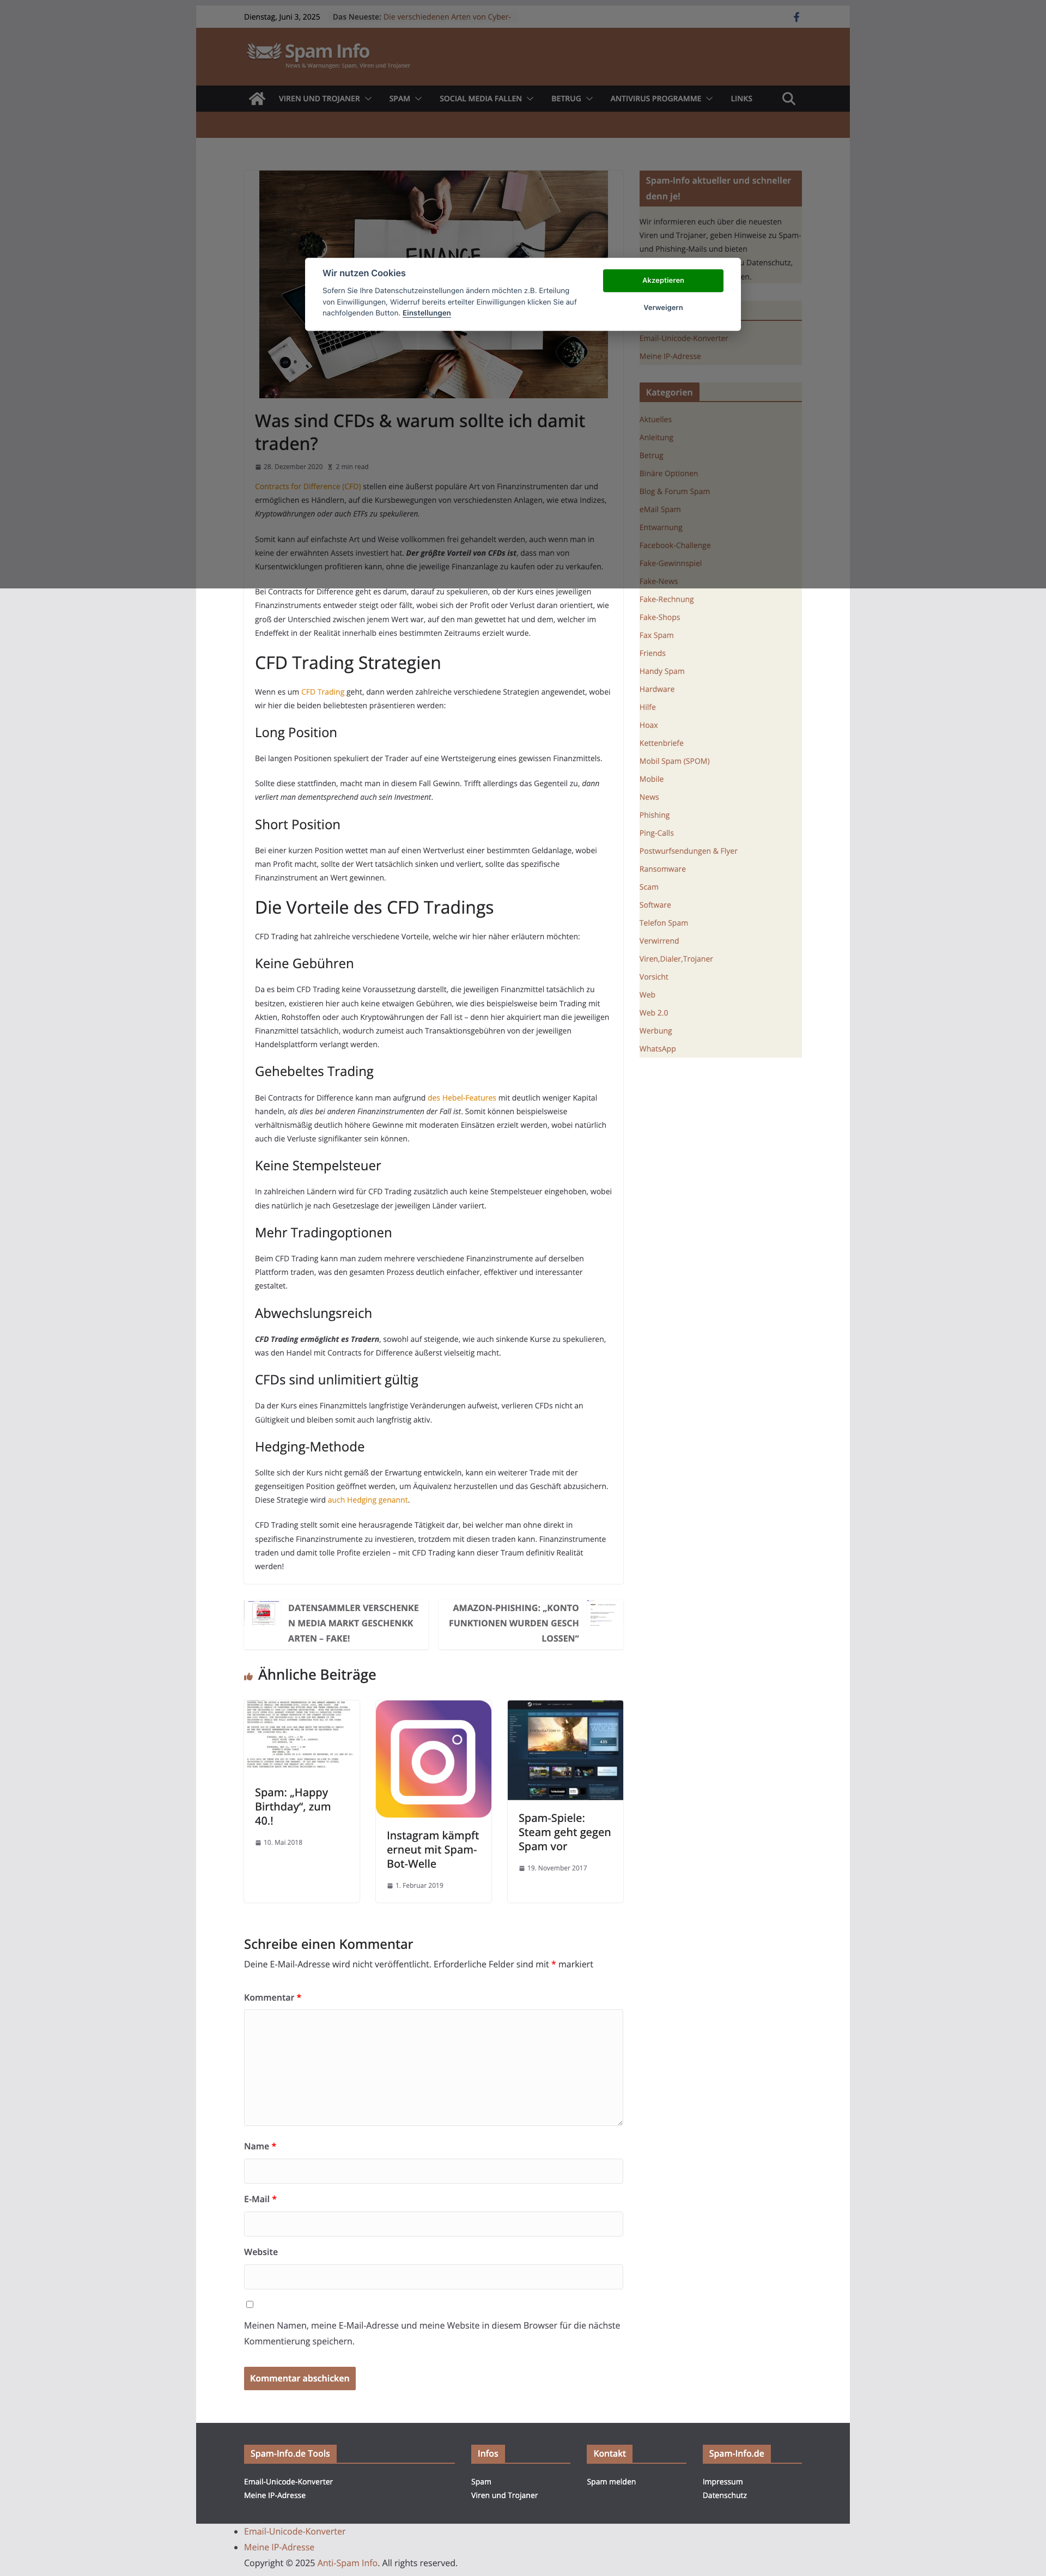 Dienstag, Juni 3, 2025
Das Neueste: Die verschiedenen Arten von Cyber-
Spam Info
News & Warnungen: Spam, Viren und Trojaner
VIREN UND TROJANER
SPAM
SOCIAL MEDIA FALLEN
BETRUG
ANTIVIRUS PROGRAMME
LINKS
FINANCE
Spam-Info aktueller und schneller
denn je!
Wir informieren euch über die neuesten
Viren und Trojaner, geben Hinweise zu Spam-
und Phishing-Mails und bieten
u Datenschutz,
en.
Wir nutzen Cookies
Sofern Sie Ihre Datenschutzeinstellungen ändern möchten z.B. Erteilung
von Einwilligungen, Widerruf bereits erteilter Einwilligungen klicken Sie auf
nachfolgenden Button. Einstellungen
Akzeptieren
Verweigern
Email-Unicode-Konverter
Meine IP-Adresse
Was sind CFDs & warum sollte ich damit
traden?
28. Dezember 2020
2 min read
Contracts for Difference (CFD) stellen eine äußerst populäre Art von Finanzinstrumenten dar und
ermöglichen es Händlern, auf die Kursbewegungen von verschiedensten Anlagen, wie etwa Indizes,
Kryptowährungen oder auch ETFs zu spekulieren.
Somit kann auf einfachste Art und Weise vollkommen frei gehandelt werden, auch wenn man in
keine der erwähnten Assets investiert hat. Der größte Vorteil von CFDs ist, dass man von
Kursentwicklungen profitieren kann, ohne die jeweilige Finanzanlage zu kaufen oder zu verkaufen.
Bei Contracts for Difference geht es darum, darauf zu spekulieren, ob der Kurs eines jeweiligen
Finanzinstruments entweder steigt oder fällt, wobei sich der Profit oder Verlust daran orientiert, wie
groß der Unterschied zwischen jenem Wert war, auf den man gewettet hat und dem, welcher im
Endeffekt in der Realität innerhalb eines bestimmten Zeitraums erzielt wurde.
CFD Trading Strategien
Wenn es um CFD Trading geht, dann werden zahlreiche verschiedene Strategien angewendet, wobei
wir hier die beiden beliebtesten präsentieren werden:
Long Position
Bei langen Positionen spekuliert der Trader auf eine Wertsteigerung eines gewissen Finanzmittels.
Sollte diese stattfinden, macht man in diesem Fall Gewinn. Trifft allerdings das Gegenteil zu, dann
verliert man dementsprechend auch sein Investment.
Short Position
Bei einer kurzen Position wettet man auf einen Wertverlust einer bestimmten Geldanlage, wobei
man Profit macht, sollte der Wert tatsächlich sinken und verliert, sollte das spezifische
Finanzinstrument an Wert gewinnen.
Die Vorteile des CFD Tradings
CFD Trading hat zahlreiche verschiedene Vorteile, welche wir hier näher erläutern möchten:
Keine Gebühren
Da es beim CFD Trading keine Voraussetzung darstellt, die jeweiligen Finanzmittel tatsächlich zu
besitzen, existieren hier auch keine etwaigen Gebühren, wie dies beispielsweise beim Trading mit
Aktien, Rohstoffen oder auch Kryptowährungen der Fall ist – denn hier akquiriert man die jeweiligen
Finanzmittel tatsächlich, wodurch zumeist auch Transaktionsgebühren von der jeweiligen
Handelsplattform verlangt werden.
Gehebeltes Trading
Bei Contracts for Difference kann man aufgrund des Hebel-Features mit deutlich weniger Kapital
handeln, als dies bei anderen Finanzinstrumenten der Fall ist. Somit können beispielsweise
verhältnismäßig deutlich höhere Gewinne mit moderaten Einsätzen erzielt werden, wobei natürlich
auch die Verluste signifikanter sein können.
Keine Stempelsteuer
In zahlreichen Ländern wird für CFD Trading zusätzlich auch keine Stempelsteuer eingehoben, wobei
dies natürlich je nach Gesetzeslage der jeweiligen Länder variiert.
Mehr Tradingoptionen
Beim CFD Trading kann man zudem mehrere verschiedene Finanzinstrumente auf derselben
Plattform traden, was den gesamten Prozess deutlich einfacher, effektiver und interessanter
gestaltet.
Abwechslungsreich
CFD Trading ermöglicht es Tradern, sowohl auf steigende, wie auch sinkende Kurse zu spekulieren,
was den Handel mit Contracts for Difference äußerst vielseitig macht.
CFDs sind unlimitiert gültig
Da der Kurs eines Finanzmittels langfristige Veränderungen aufweist, verlieren CFDs nicht an
Gültigkeit und bleiben somit auch langfristig aktiv.
Hedging-Methode
Sollte sich der Kurs nicht gemäß der Erwartung entwickeln, kann ein weiterer Trade mit der
gegenseitigen Position geöffnet werden, um Äquivalenz herzustellen und das Geschäft abzusichern.
Diese Strategie wird auch Hedging genannt.
CFD Trading stellt somit eine herausragende Tätigkeit dar, bei welcher man ohne direkt in
spezifische Finanzinstrumente zu investieren, trotzdem mit diesen traden kann. Finanzinstrumente
traden und damit tolle Profite erzielen – mit CFD Trading kann dieser Traum definitiv Realität
werden!
Kategorien
Aktuelles
Anleitung
Betrug
Binäre Optionen
Blog & Forum Spam
eMail Spam
Entwarnung
Facebook-Challenge
Fake-Gewinnspiel
Fake-News
Fake-Rechnung
Fake-Shops
Fax Spam
Friends
Handy Spam
Hardware
Hilfe
Hoax
Kettenbriefe
Mobil Spam (SPOM)
Mobile
News
Phishing
Ping-Calls
Postwurfsendungen & Flyer
Ransomware
Scam
Software
Telefon Spam
Verwirrend
Viren,Dialer,Trojaner
Vorsicht
Web
Web 2.0
Werbung
WhatsApp
DATENSAMMLER VERSCHENKE
N MEDIA MARKT GESCHENKK
ARTEN – FAKE!
AMAZON-PHISHING: „KONTO
FUNKTIONEN WURDEN GESCH
LOSSEN“
Ähnliche Beiträge
Spam: „Happy
Birthday“, zum
40.!
10. Mai 2018
Instagram kämpft
erneut mit Spam-
Bot-Welle
1. Februar 2019
Spam-Spiele:
Steam geht gegen
Spam vor
19. November 2017
Schreibe einen Kommentar
Deine E-Mail-Adresse wird nicht veröffentlicht. Erforderliche Felder sind mit * markiert
Kommentar *
Name *
E-Mail *
Website
Meinen Namen, meine E-Mail-Adresse und meine Website in diesem Browser für die nächste
Kommentierung speichern.
Kommentar abschicken
Spam-Info.de Tools
Email-Unicode-Konverter
Meine IP-Adresse
Infos
Spam
Viren und Trojaner
Kontakt
Spam melden
Spam-Info.de
Impressum
Datenschutz
Email-Unicode-Konverter
Meine IP-Adresse
Copyright © 2025 Anti-Spam Info. All rights reserved.